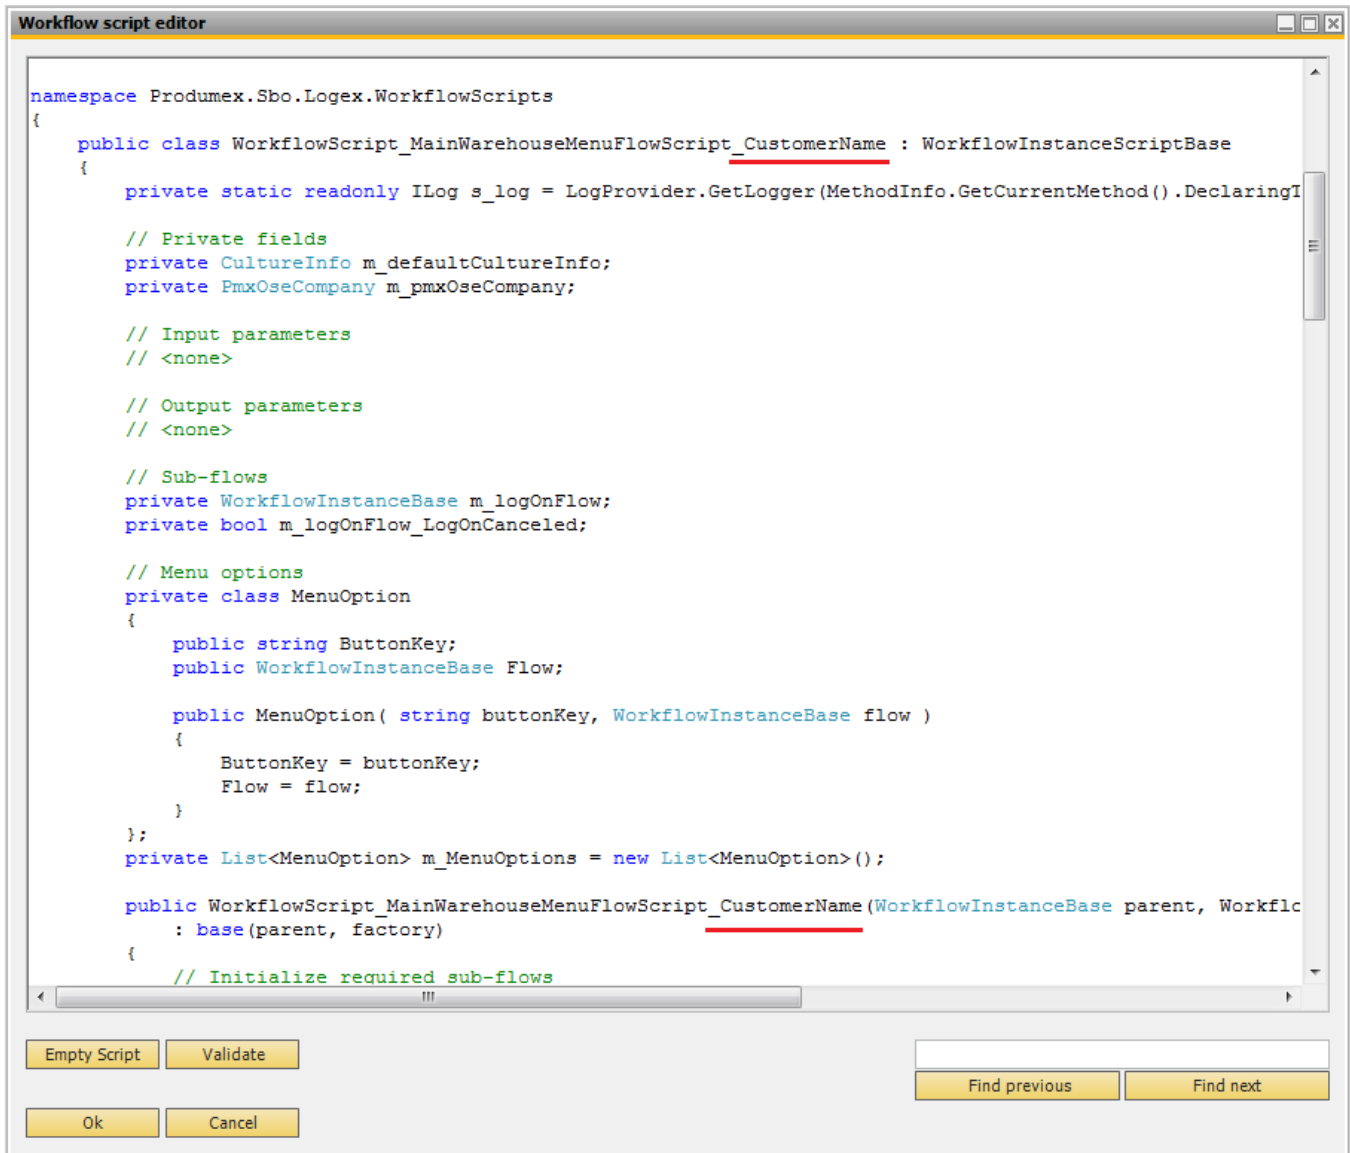 Workflow script editor
namespace Produmex.Sbo.Logex.WorkflowScripts
{
    public class WorkflowScript_MainWarehouseMenuFlowScript_CustomerName : WorkflowInstanceScriptBase
    {
        private static readonly ILog s_log = LogProvider.GetLogger(MethodInfo.GetCurrentMethod().DeclaringT
        // Private fields
        private CultureInfo m_defaultCultureInfo;
        private PmxOseCompany m_pmxOseCompany;
        // Input parameters
        // <none>
        // Output parameters
        // <none>
        // Sub-flows
        private WorkflowInstanceBase m_logOnFlow;
        private bool m_logOnFlow_LogOnCanceled;
        // Menu options
        private class MenuOption
        {
            public string ButtonKey;
            public WorkflowInstanceBase Flow;
            public MenuOption( string buttonKey, WorkflowInstanceBase flow )
            {
                ButtonKey = buttonKey;
                Flow = flow;
            }
        };
        private List<MenuOption> m_MenuOptions = new List<MenuOption>();
        public WorkflowScript_MainWarehouseMenuFlowScript_CustomerName(WorkflowInstanceBase parent, Workflc
            : base(parent, factory)
        {
            // Initialize required sub-flows
Empty Script Validate
Find previous Find next
Ok Cancel